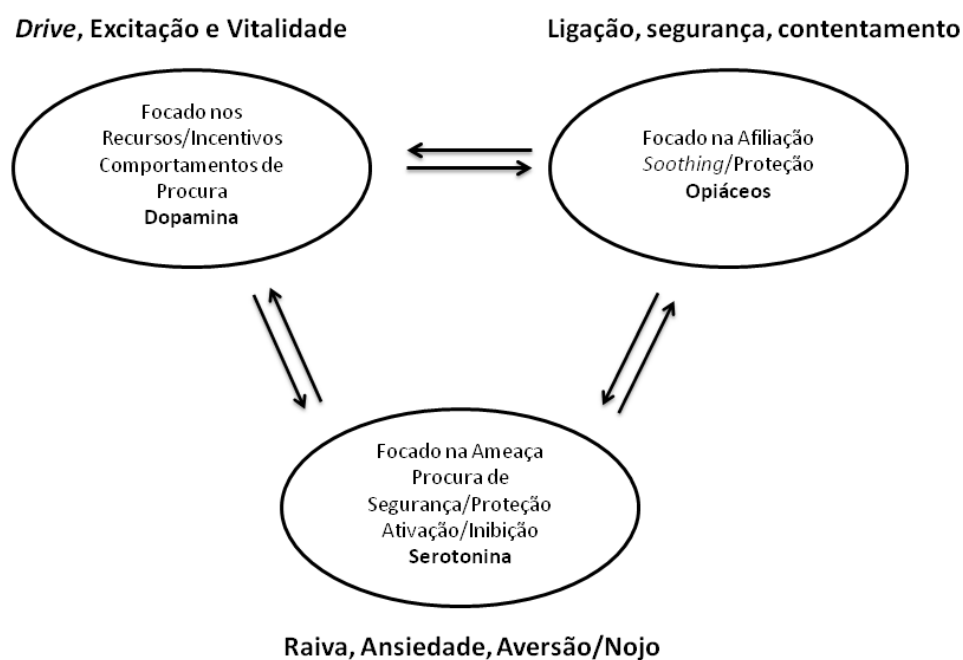 Drive, Excitação e Vitalidade
Ligação, segurança, contentamento
Focado nos
Recursos/Incentivos
Comportamentos de
Procura
Dopamina
Focado na Afiliação
Soothing/Proteção
Opiáceos
Focado na Ameaça
Procura de
Segurança/Proteção
Ativação/Inibição
Serotonina
Raiva, Ansiedade, Aversão/Nojo